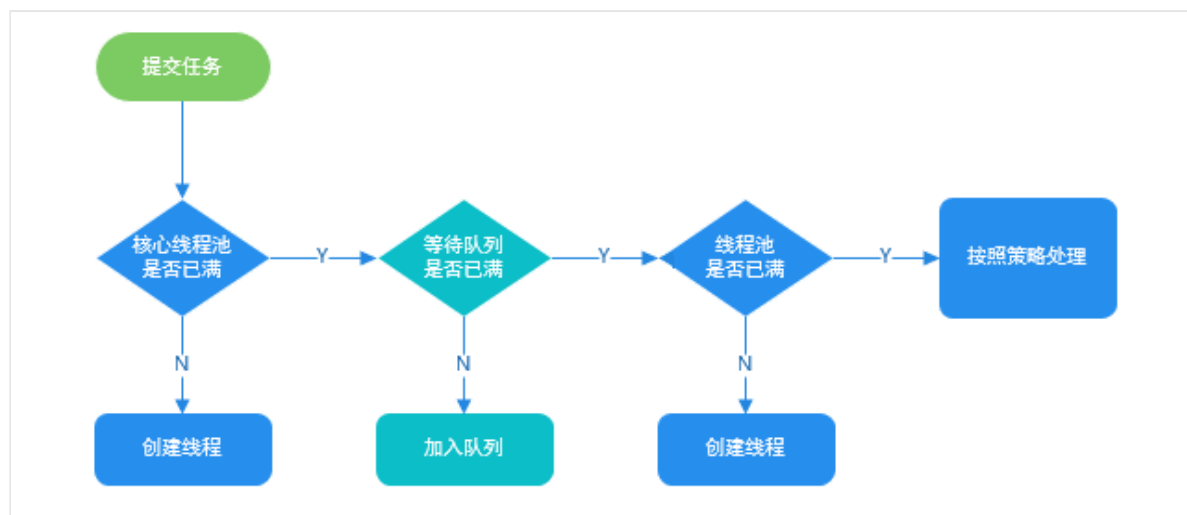 提交任务
核心线程池
是否已满
Y
等待队列
是否已满
Y
线程池
是否已满
Y
按照策略处理
N
N
N
创建线程
加入队列
创建线程